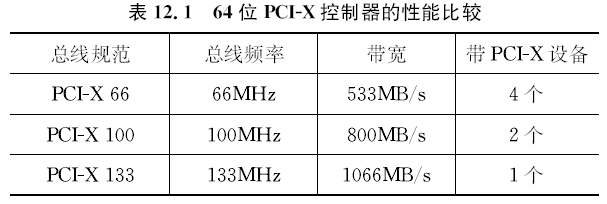 表 12.1 64 位 PCI-X 控制器的性能比较
总线规范 总线频率 带宽 带 PCI-X 设备
PCI-X 66 66MHz 533MB/s 4 个
PCI-X 100 100MHz 800MB/s 2 个
PCI-X 133 133MHz 1066MB/s 1 个